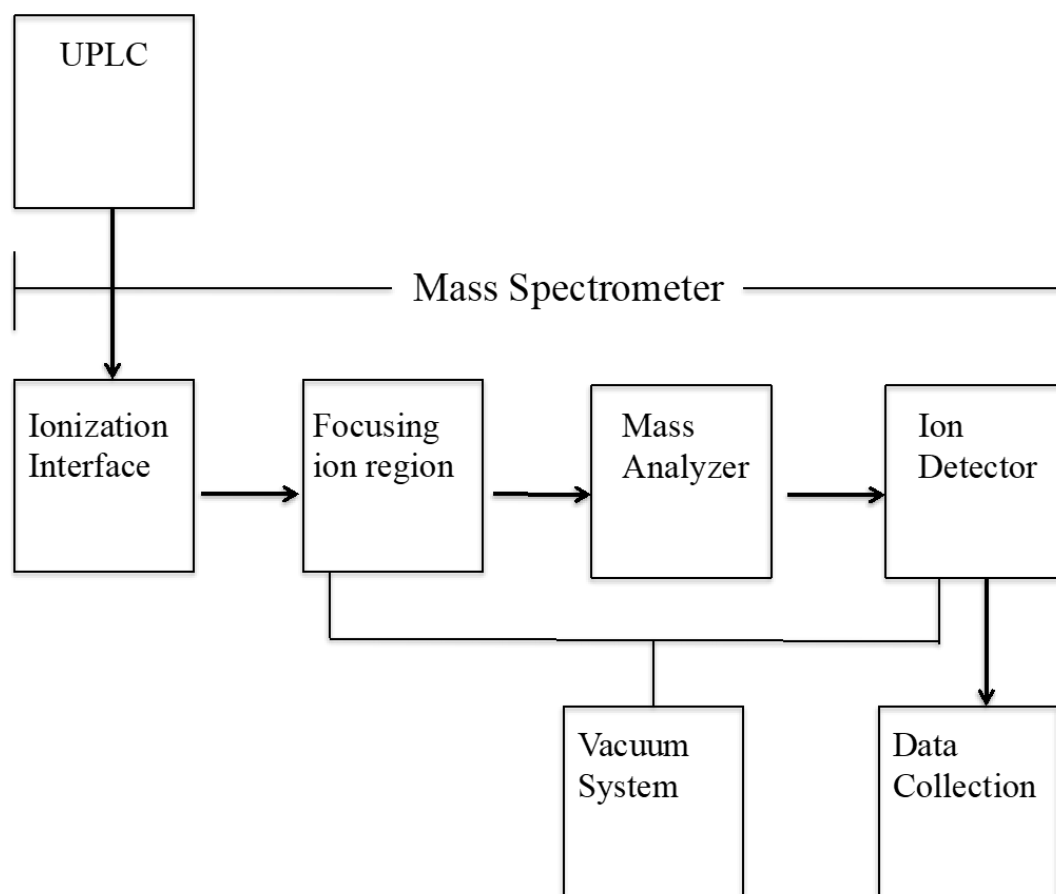 UPLC
Mass Spectrometer
Ionization
Interface
Focusing
ion region
Mass
Analyzer
Ion
Detector
Vacuum
System
Data
Collection